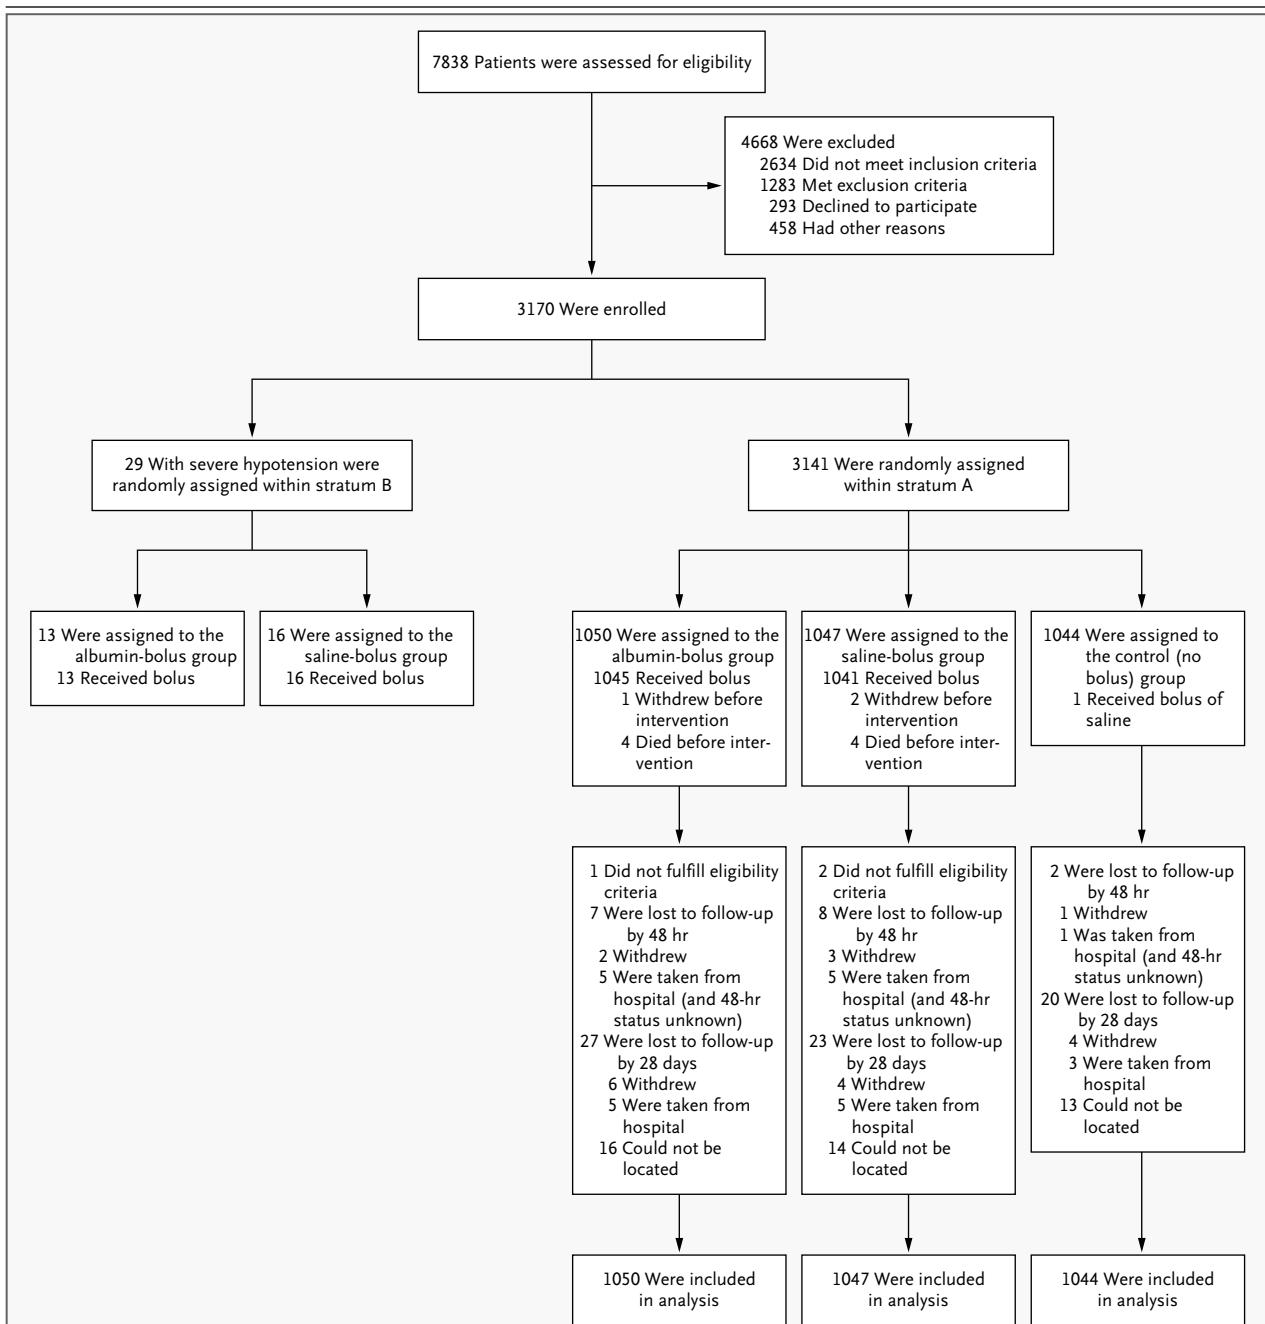 7838 Patients were assessed for eligibility
4668 Were excluded
2634 Did not meet inclusion criteria
1283 Met exclusion criteria
293 Declined to participate
458 Had other reasons
3170 Were enrolled
29 With severe hypotension were
randomly assigned within stratum B
3141 Were randomly assigned
within stratum A
13 Were assigned to the
albumin-bolus group
13 Received bolus
16 Were assigned to the
saline-bolus group
16 Received bolus
1050 Were assigned to the
albumin-bolus group
1045 Received bolus
1 Withdrew before
intervention
4 Died before inter-
vention
1047 Were assigned to the
saline-bolus group
1041 Received bolus
2 Withdrew before
intervention
4 Died before inter-
vention
1044 Were assigned to
the control (no
bolus) group
1 Received bolus of
saline
1 Did not fulfill eligibility
criteria
7 Were lost to follow-up
by 48 hr
2 Withdrew
5 Were taken from
hospital (and 48-hr
status unknown)
27 Were lost to follow-up
by 28 days
6 Withdrew
5 Were taken from
hospital
16 Could not be
located
2 Did not fulfill eligibility
criteria
8 Were lost to follow-up
by 48 hr
3 Withdrew
5 Were taken from
hospital (and 48-hr
status unknown)
23 Were lost to follow-up
by 28 days
4 Withdrew
5 Were taken from
hospital
14 Could not be
located
2 Were lost to follow-up
by 48 hr
1 Withdrew
1 Was taken from
hospital (and 48-hr
status unknown)
20 Were lost to follow-up
by 28 days
4 Withdrew
3 Were taken from
hospital
13 Could not be
located
1050 Were included
in analysis
1047 Were included
in analysis
1044 Were included
in analysis